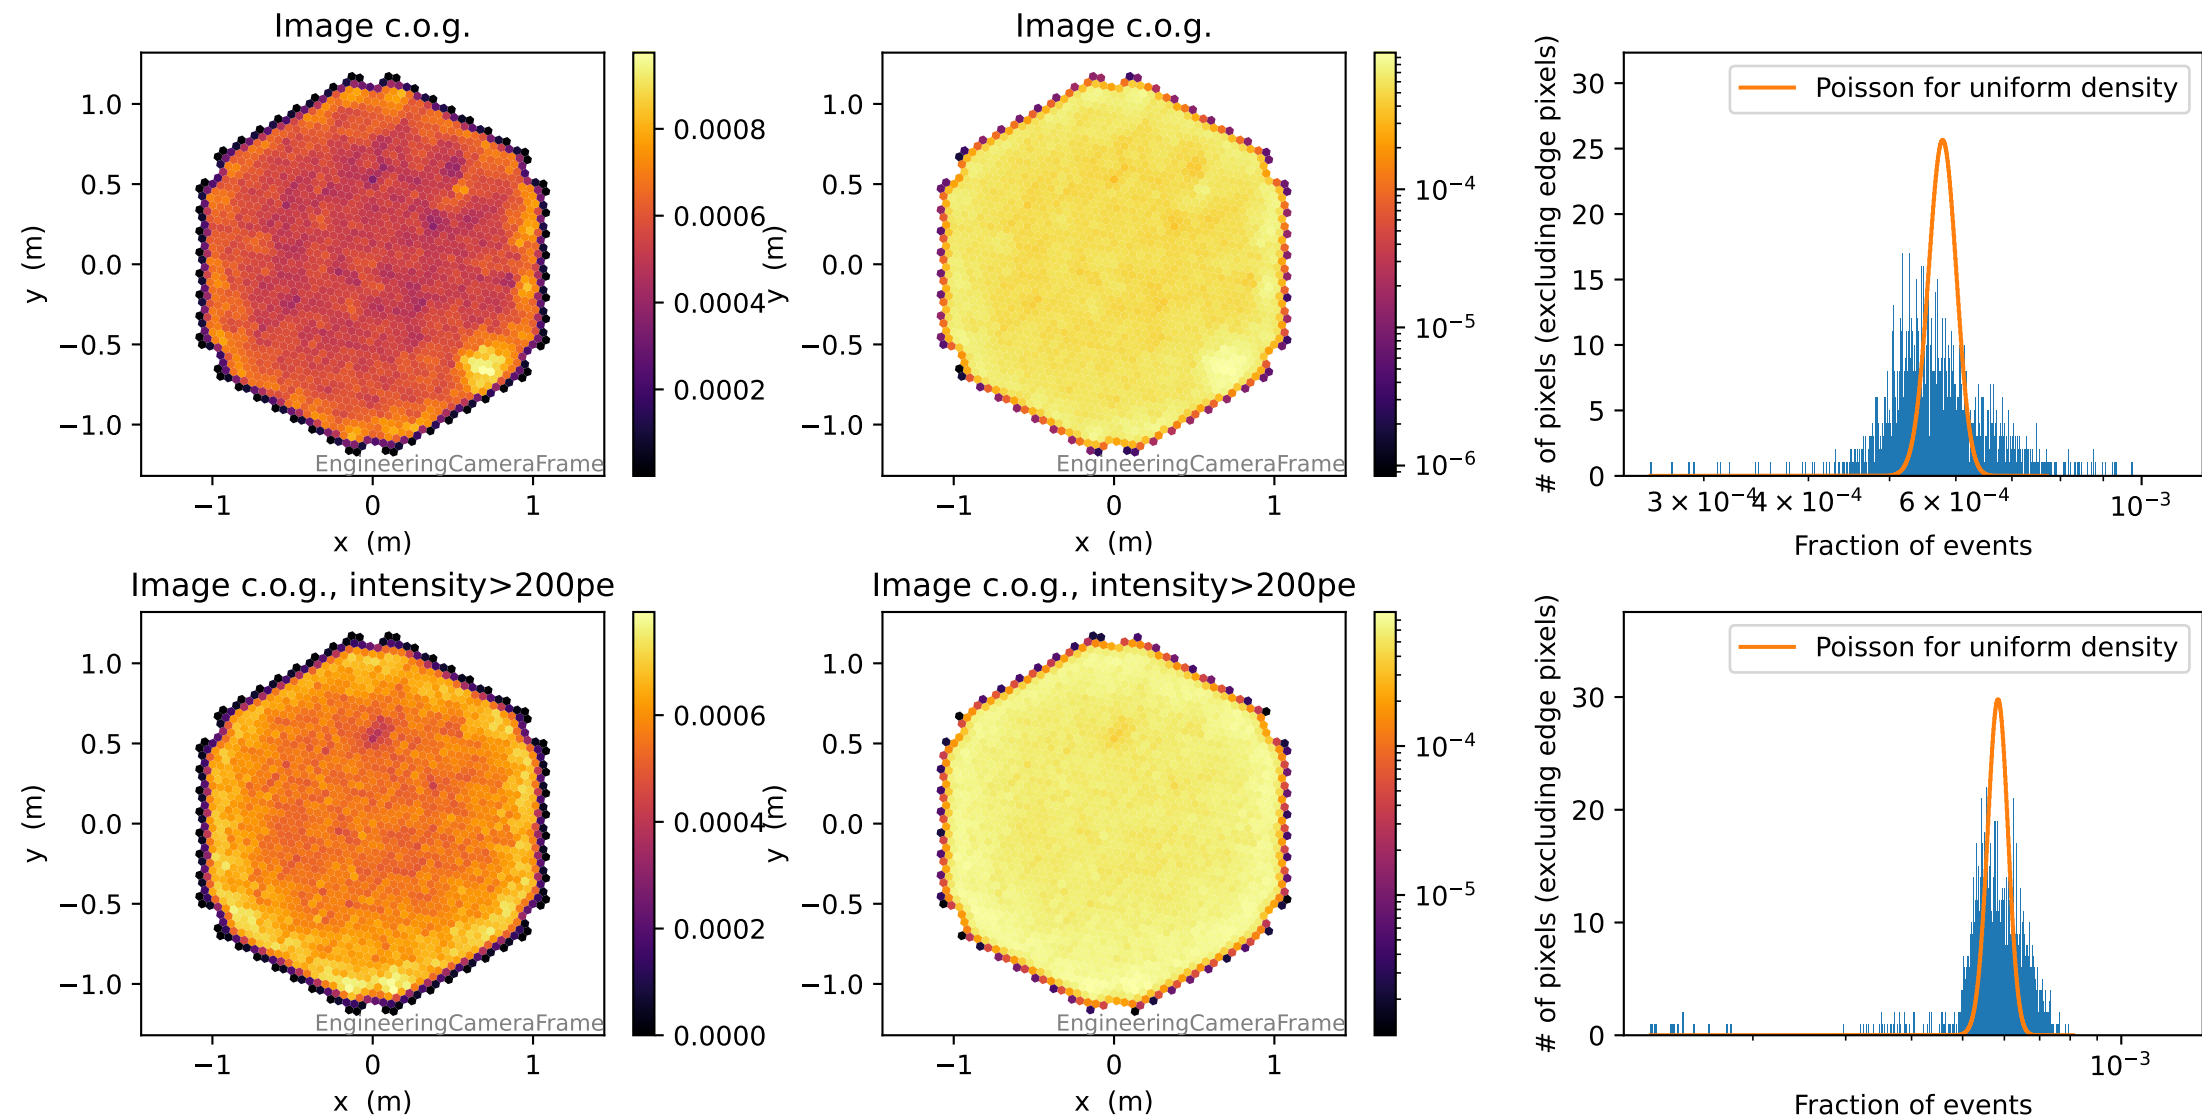 Image c.o.g.
y (m)
1.0
0.5
0.0
−0.5
−1.0
−1
0
1
x (m)
EngineeringCameraFrame
0.0008
0.0006
0.0004
0.0002
Image c.o.g.
y (m)
1.0
0.5
0.0
−0.5
−1.0
−1
0
1
x (m)
EngineeringCameraFrame
10⁻⁴
10⁻⁵
10⁻⁶
# of pixels (excluding edge pixels)
30
25
20
15
10
5
0
Poisson for uniform density
3 × 10⁻⁴
4 × 10⁻⁴
6 × 10⁻⁴
10⁻³
Fraction of events
Image c.o.g., intensity>200pe
y (m)
1.0
0.5
0.0
−0.5
−1.0
−1
0
1
x (m)
EngineeringCameraFrame
0.0006
0.0004
0.0002
0.0000
Image c.o.g., intensity>200pe
y (m)
1.0
0.5
0.0
−0.5
−1.0
−1
0
1
x (m)
EngineeringCameraFrame
10⁻⁴
10⁻⁵
# of pixels (excluding edge pixels)
30
20
10
0
Poisson for uniform density
10⁻³
Fraction of events